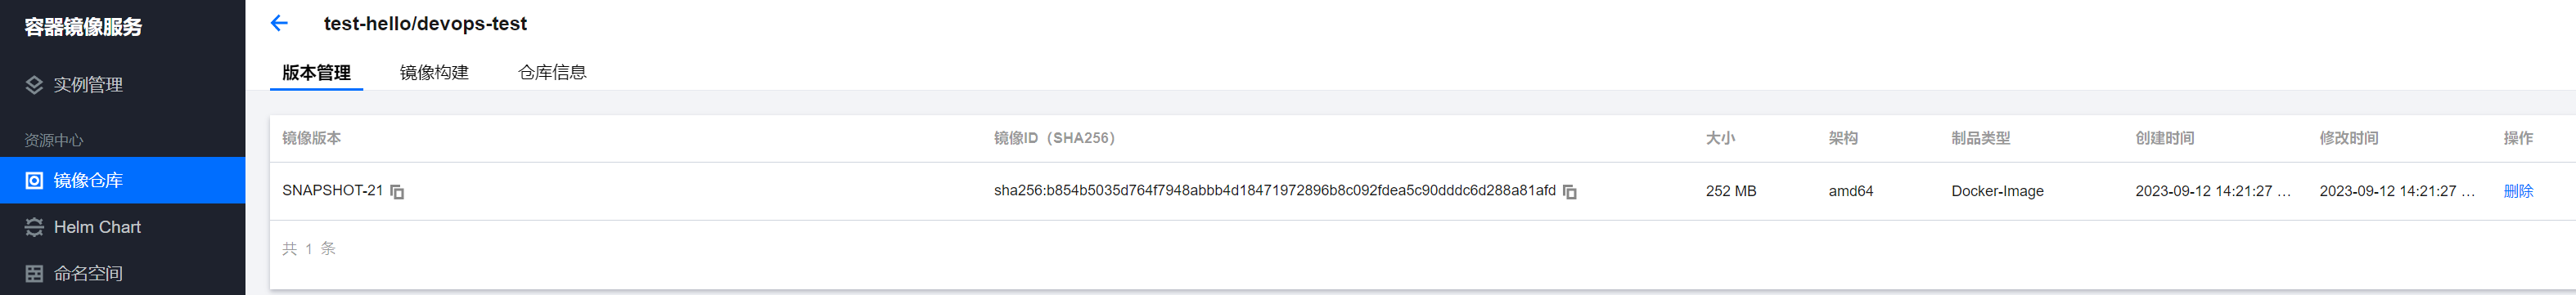 容器镜像服务
实例管理
资源中心
镜像仓库
Helm Chart
命名空间
test-hello/devops-test
版本管理 镜像构建 仓库信息
镜像版本 镜像ID（SHA256） 大小 架构 制品类型 创建时间 修改时间 操作
SNAPSHOT-21 sha256:b854b5035d764f7948abbb4d18471972896b8c092fdea5c90dddc6d288a81afd 252 MB amd64 Docker-Image 2023-09-12 14:21:27 ... 2023-09-12 14:21:27 ... 删除
共 1 条